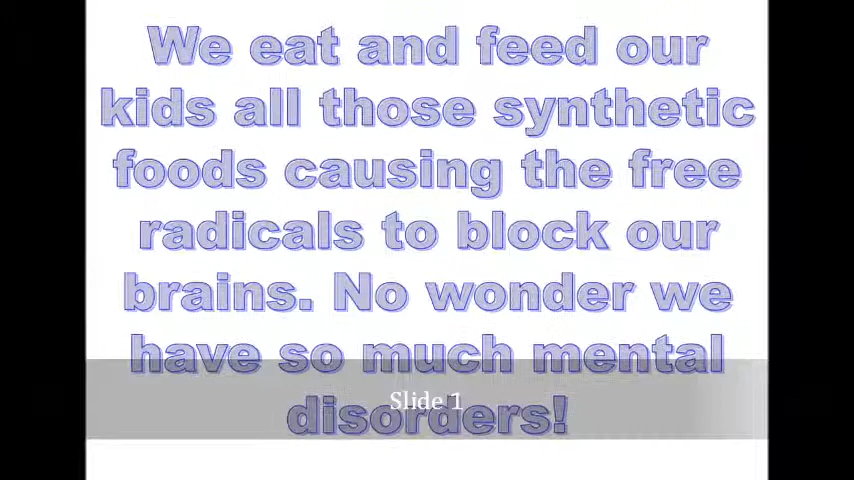 We eat and feed our
kids all those synthetic
foods causing the free
radicals to block our
brains. No wonder we
have so much mental
disorders!
Slide 1